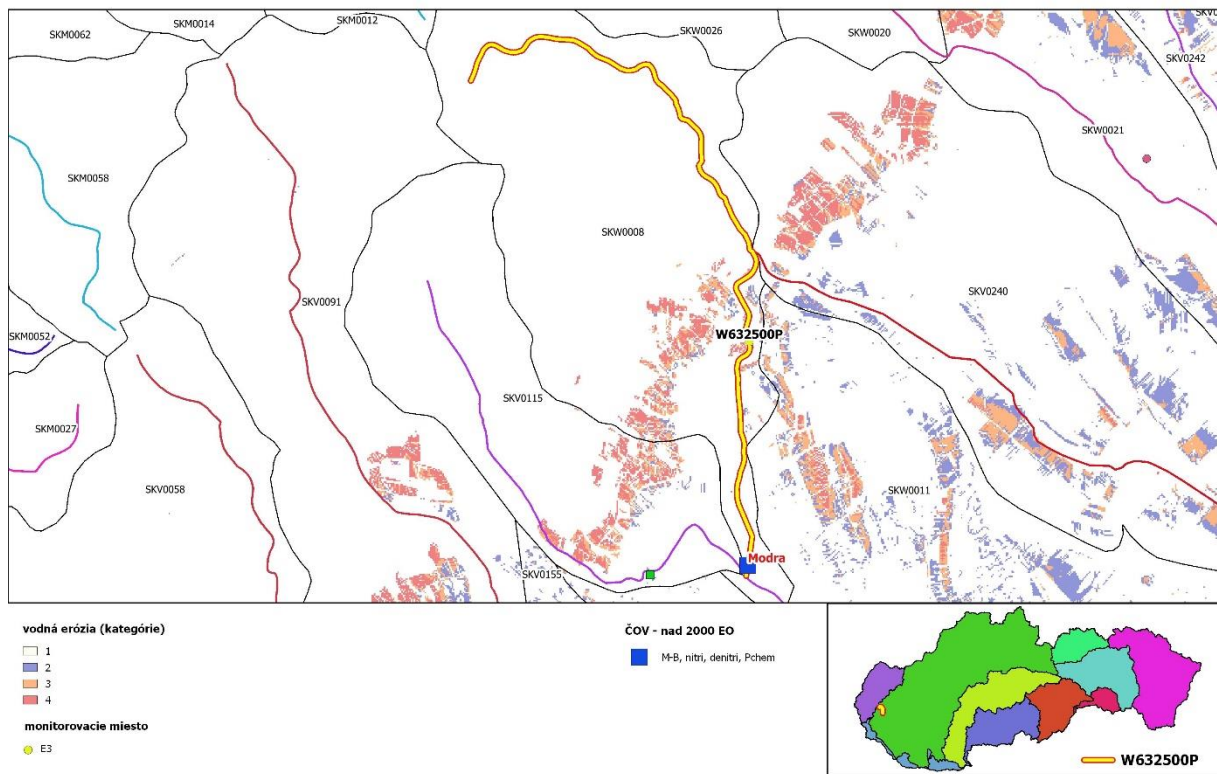 SKM0014
SKM0012
SKV0
SKM0062
SKW0026
SKW0020
SKV0242
SKW0021
SKM0058
SKW0008
SKV0240
SKV0091
SKM0052
W632500P
SKV0115
SKM0027
SKV0058
SKW0011
Modra
SKV0155
vodná erózia (kategórie)
1
2
3
4
monitorovacie miesto
E3
ČOV - nad 2000 EO
M-B, nitri, denitri, Pchem
W632500P